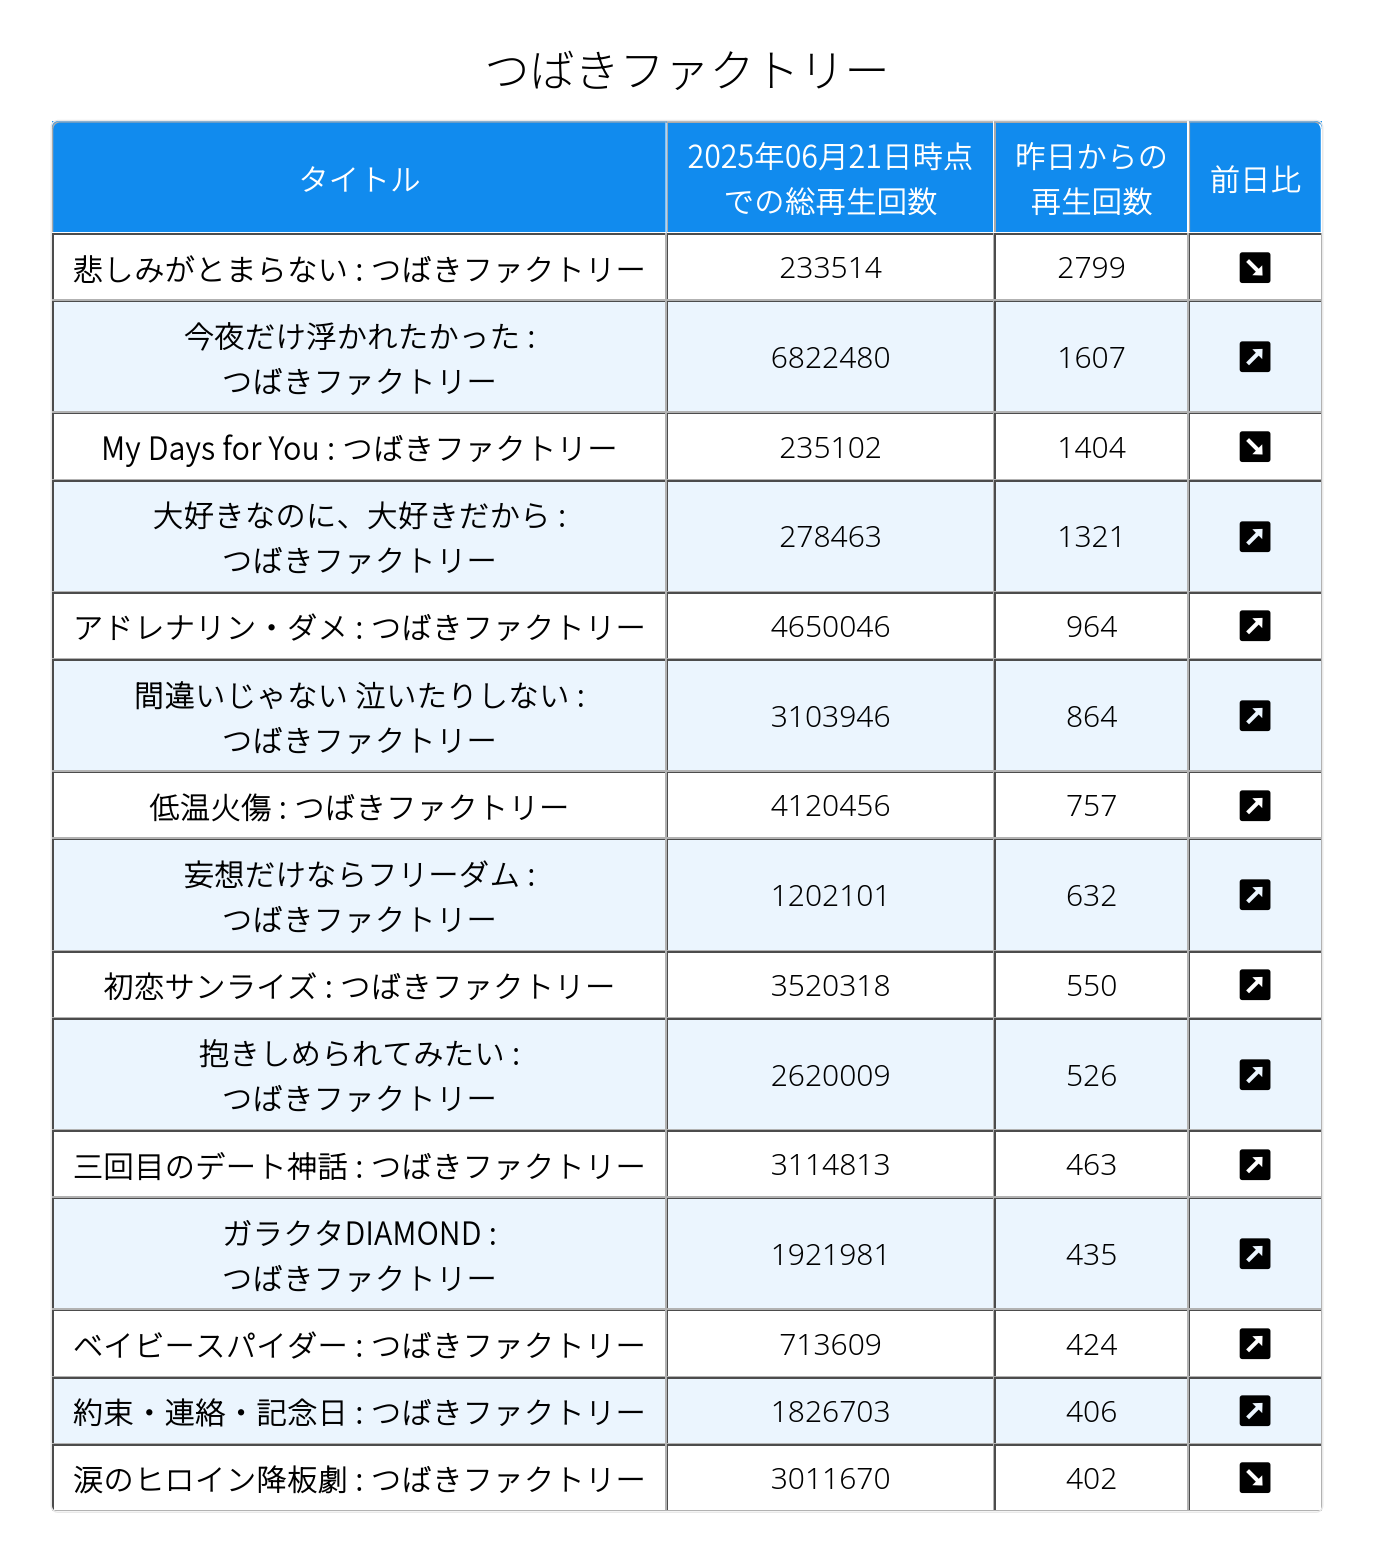 つばきファクトリー
タイトル
2025年06月21日時点
での総再生回数
昨日からの
再生回数
前日比
悲しみがとまらない : つばきファクトリー
233514
2799
↘
今夜だけ浮かれたかった :
つばきファクトリー
6822480
1607
↗
My Days for You : つばきファクトリー
235102
1404
↘
大好きなのに、大好きだから :
つばきファクトリー
278463
1321
↗
アドレナリン・ダメ : つばきファクトリー
4650046
964
↗
間違いじゃない 泣いたりしない :
つばきファクトリー
3103946
864
↗
低温火傷 : つばきファクトリー
4120456
757
↗
妄想だけならフリーダム :
つばきファクトリー
1202101
632
↗
初恋サンライズ : つばきファクトリー
3520318
550
↗
抱きしめられてみたい :
つばきファクトリー
2620009
526
↗
三回目のデート神話 : つばきファクトリー
3114813
463
↗
ガラクタDIAMOND :
つばきファクトリー
1921981
435
↗
ベイビースパイダー : つばきファクトリー
713609
424
↗
約束・連絡・記念日 : つばきファクトリー
1826703
406
↗
涙のヒロイン降板劇 : つばきファクトリー
3011670
402
↘